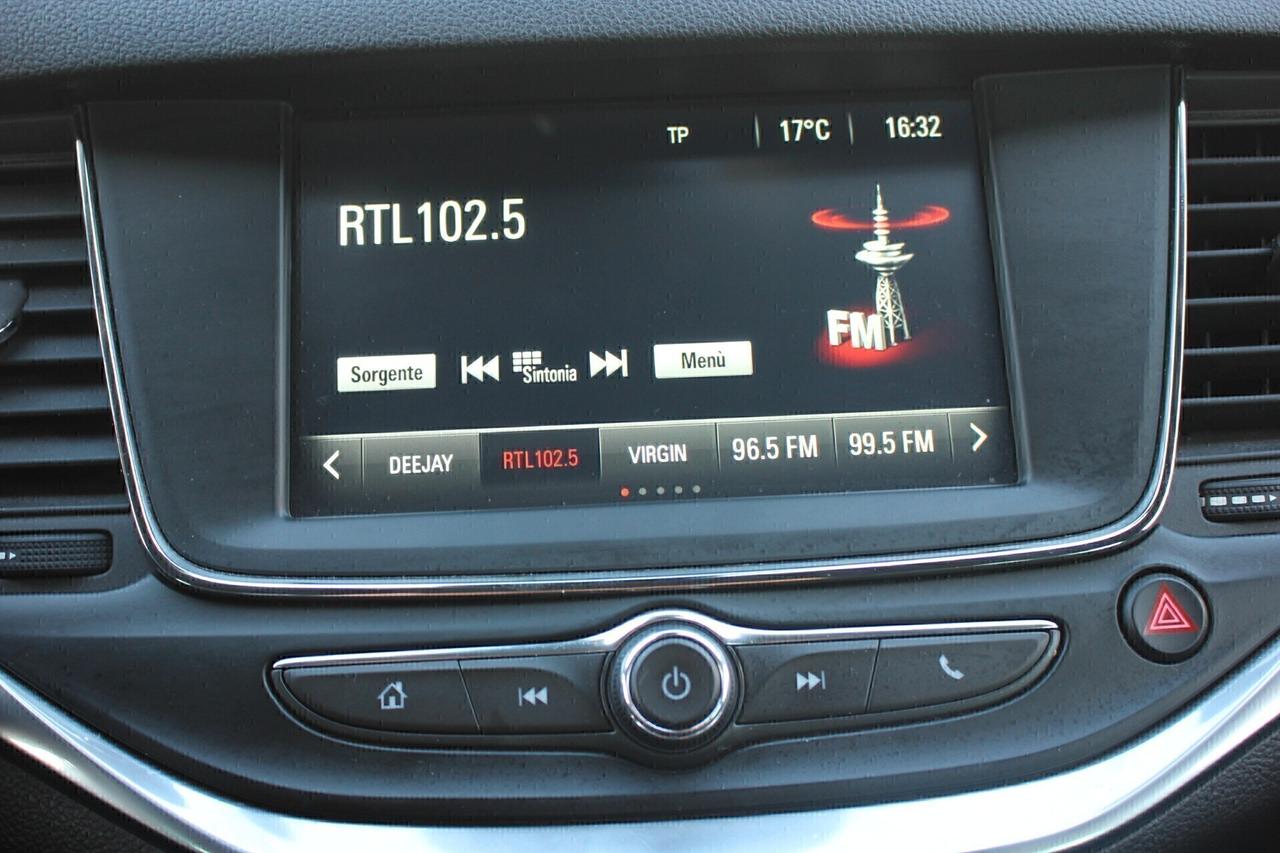 TP 17°C 16:32
RTL102.5
FM
Sorgente Sintonia Menù
DEEJAY RTL102.5 VIRGIN 96.5 FM 99.5 FM